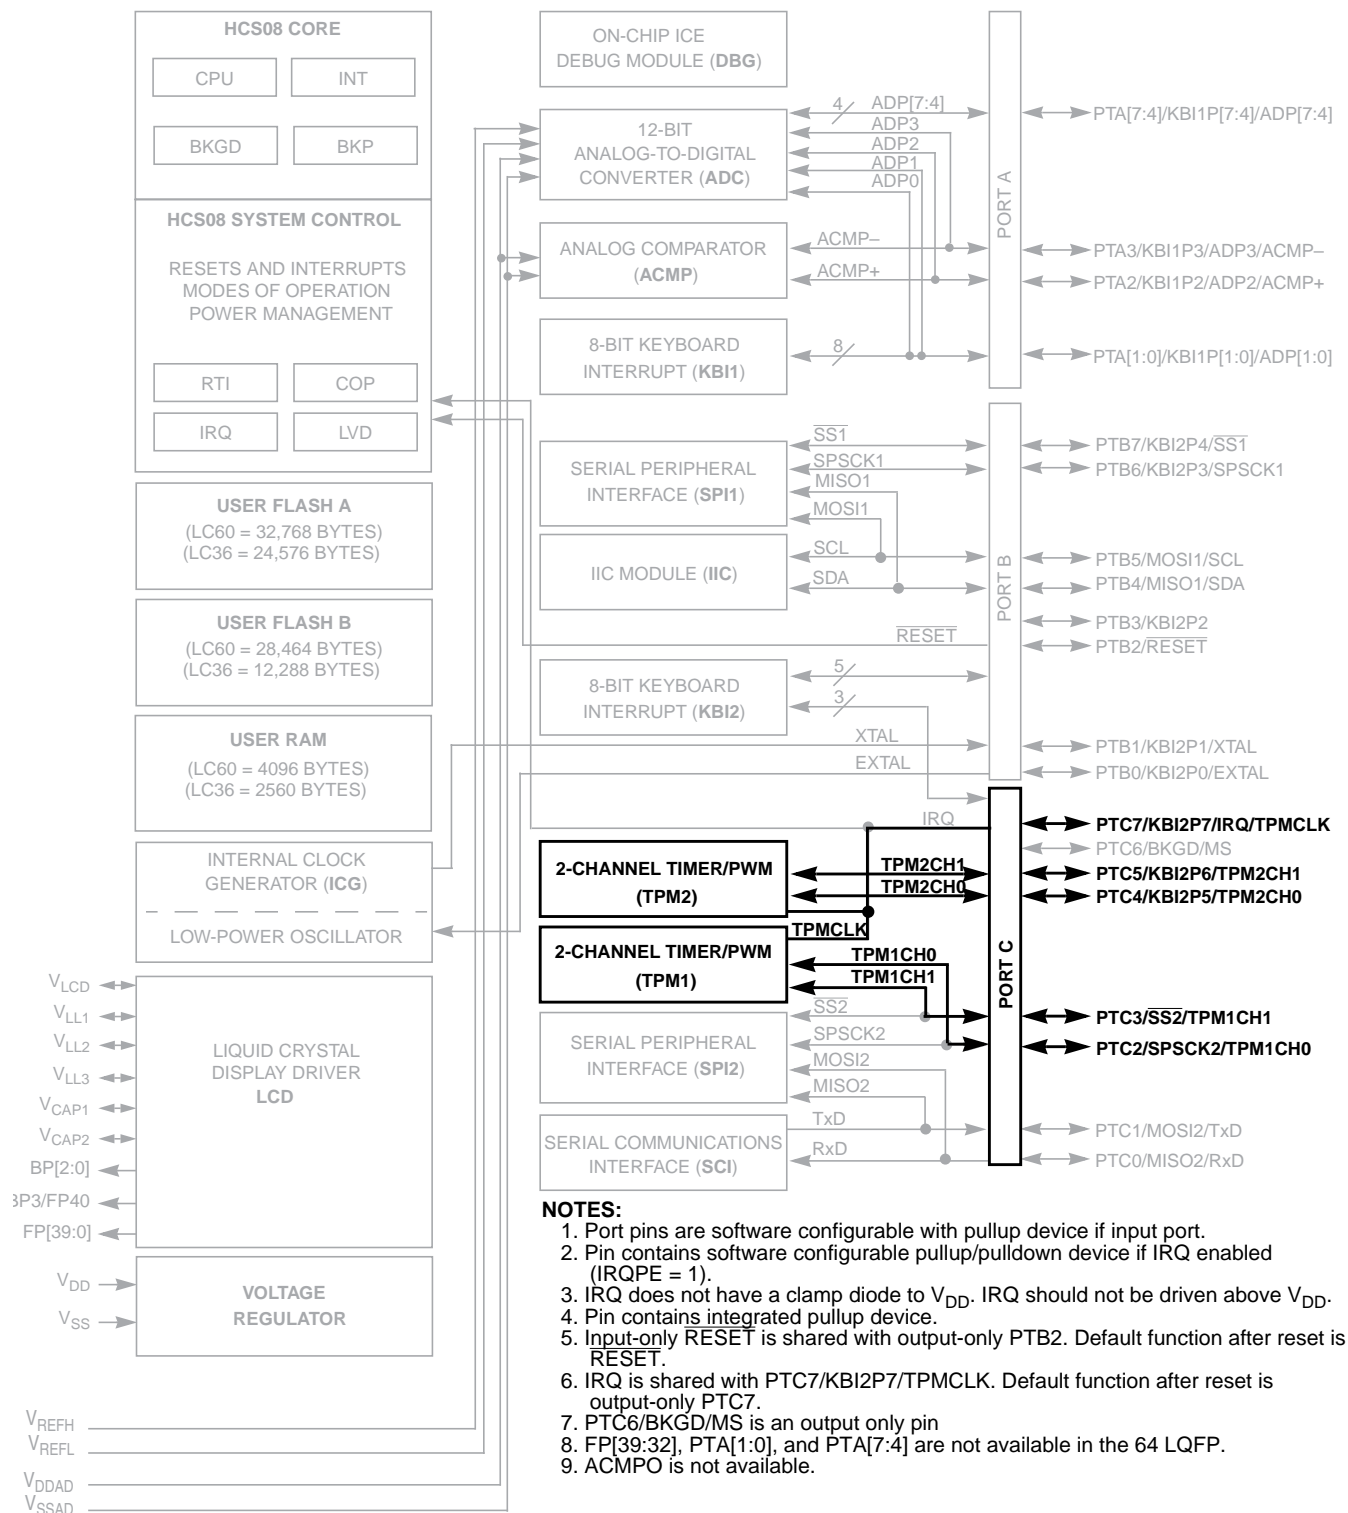 HCS08 CORE
CPU
INT
BKGD
BKP
HCS08 SYSTEM CONTROL
RESETS AND INTERRUPTS
MODES OF OPERATION
POWER MANAGEMENT
RTI
COP
IRQ
LVD
USER FLASH A
(LC60 = 32,768 BYTES)
(LC36 = 24,576 BYTES)
USER FLASH B
(LC60 = 28,464 BYTES)
(LC36 = 12,288 BYTES)
USER RAM
(LC60 = 4096 BYTES)
(LC36 = 2560 BYTES)
INTERNAL CLOCK
GENERATOR (ICG)
LOW-POWER OSCILLATOR
LIQUID CRYSTAL
DISPLAY DRIVER
LCD
VOLTAGE
REGULATOR
VLCD
VLL1
VLL2
VLL3
VCAP1
VCAP2
BP[2:0]
BP3/FP40
FP[39:0]
VDD
VSS
VREFH
VREFL
VDDAD
VSSAD
ON-CHIP ICE
DEBUG MODULE (DBG)
12-BIT
ANALOG-TO-DIGITAL
CONVERTER (ADC)
4
ADP[7:4]
ADP3
ADP2
ADP1
ADP0
ANALOG COMPARATOR
(ACMP)
ACMP–
ACMP+
8-BIT KEYBOARD
INTERRUPT (KBI1)
8
SERIAL PERIPHERAL
INTERFACE (SPI1)
SS1
SPSCK1
MISO1
MOSI1
IIC MODULE (IIC)
SCL
SDA
RESET
8-BIT KEYBOARD
INTERRUPT (KBI2)
5
3
XTAL
EXTAL
IRQ
2-CHANNEL TIMER/PWM
(TPM2)
TPM2CH1
TPM2CH0
TPMCLK
2-CHANNEL TIMER/PWM
(TPM1)
TPM1CH0
TPM1CH1
SERIAL PERIPHERAL
INTERFACE (SPI2)
SS2
SPSCK2
MOSI2
MISO2
SERIAL COMMUNICATIONS
INTERFACE (SCI)
TxD
RxD
PORT A
PORT B
PORT C
PTA[7:4]/KBI1P[7:4]/ADP[7:4]
PTA3/KBI1P3/ADP3/ACMP–
PTA2/KBI1P2/ADP2/ACMP+
PTA[1:0]/KBI1P[1:0]/ADP[1:0]
PTB7/KBI2P4/SS1
PTB6/KBI2P3/SPSCK1
PTB5/MOSI1/SCL
PTB4/MISO1/SDA
PTB3/KBI2P2
PTB2/RESET
PTB1/KBI2P1/XTAL
PTB0/KBI2P0/EXTAL
PTC7/KBI2P7/IRQ/TPMCLK
PTC6/BKGD/MS
PTC5/KBI2P6/TPM2CH1
PTC4/KBI2P5/TPM2CH0
PTC3/SS2/TPM1CH1
PTC2/SPSCK2/TPM1CH0
PTC1/MOSI2/TxD
PTC0/MISO2/RxD
NOTES:
1. Port pins are software configurable with pullup device if input port.
2. Pin contains software configurable pullup/pulldown device if IRQ enabled
(IRQPE = 1).
3. IRQ does not have a clamp diode to VDD. IRQ should not be driven above VDD.
4. Pin contains integrated pullup device.
5. Input-only RESET is shared with output-only PTB2. Default function after reset is
RESET.
6. IRQ is shared with PTC7/KBI2P7/TPMCLK. Default function after reset is
output-only PTC7.
7. PTC6/BKGD/MS is an output only pin
8. FP[39:32], PTA[1:0], and PTA[7:4] are not available in the 64 LQFP.
9. ACMPO is not available.